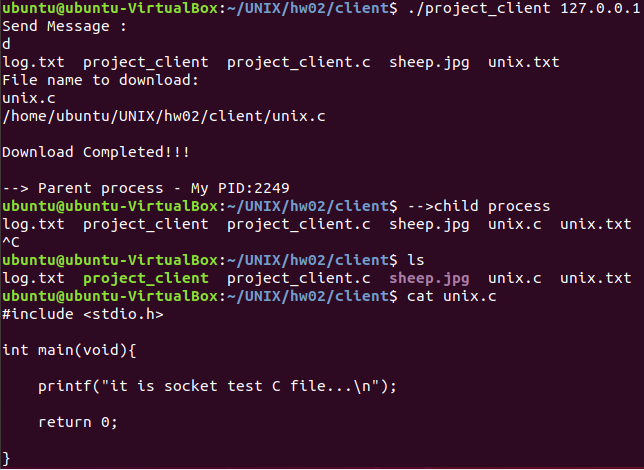 ubuntu@ubuntu-VirtualBox:~/UNIX/hw02/client$ ./project_client 127.0.0.1
Send Message :
d
log.txt  project_client  project_client.c  sheep.jpg  unix.txt
File name to download:
unix.c
/home/ubuntu/UNIX/hw02/client/unix.c

Download Completed!!!

--> Parent process - My PID:2249
ubuntu@ubuntu-VirtualBox:~/UNIX/hw02/client$ -->child process
log.txt  project_client  project_client.c  sheep.jpg  unix.c  unix.txt
^C
ubuntu@ubuntu-VirtualBox:~/UNIX/hw02/client$ ls
log.txt  project_client  project_client.c  sheep.jpg  unix.c  unix.txt
ubuntu@ubuntu-VirtualBox:~/UNIX/hw02/client$ cat unix.c
#include <stdio.h>

int main(void){

    printf("it is socket test C file...\n");

    return 0;

}